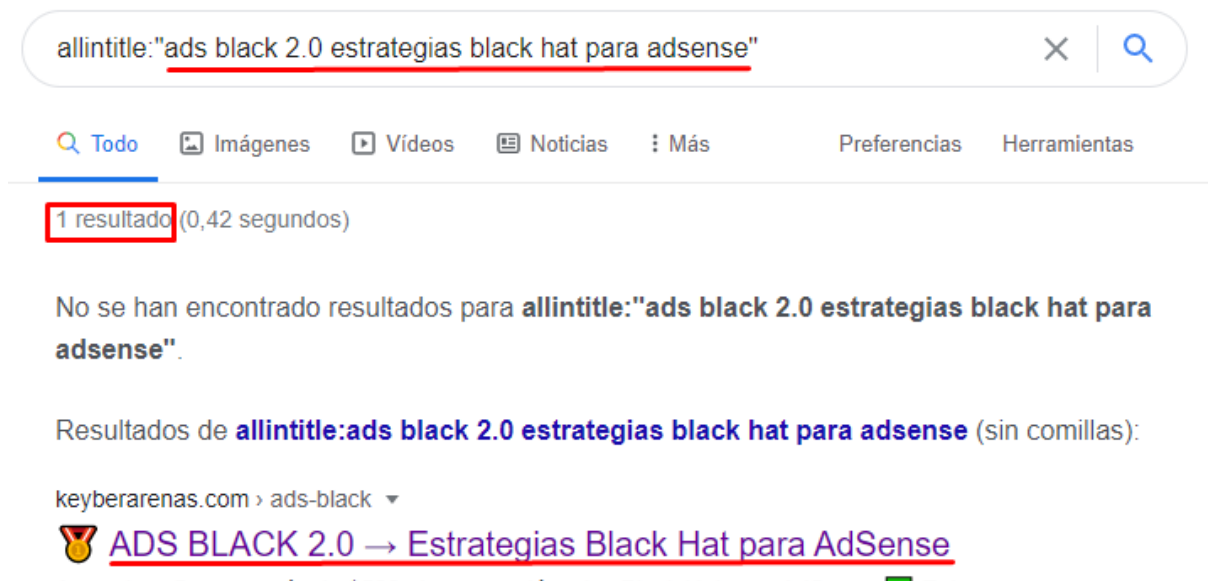 allintitle:"ads black 2.0 estrategias black hat para adsense"
Todo Imágenes Vídeos Noticias Más Preferencias Herramientas
1 resultado (0,42 segundos)
No se han encontrado resultados para allintitle:"ads black 2.0 estrategias black hat para
adsense".
Resultados de allintitle:ads black 2.0 estrategias black hat para adsense (sin comillas):
keyberarenas.com › ads-black
🥇 ADS BLACK 2.0 → Estrategias Black Hat para AdSense